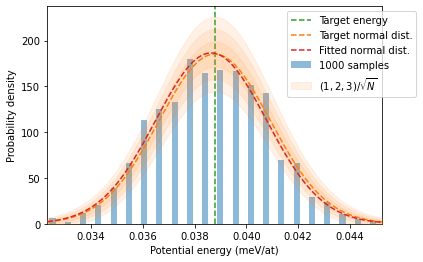 Target energy
Target normal dist.
Fitted normal dist.
1000 samples
(1, 2, 3)/√N
Probability density
200
150
100
50
0
0.034 0.036 0.038 0.040 0.042 0.044
Potential energy (meV/at)